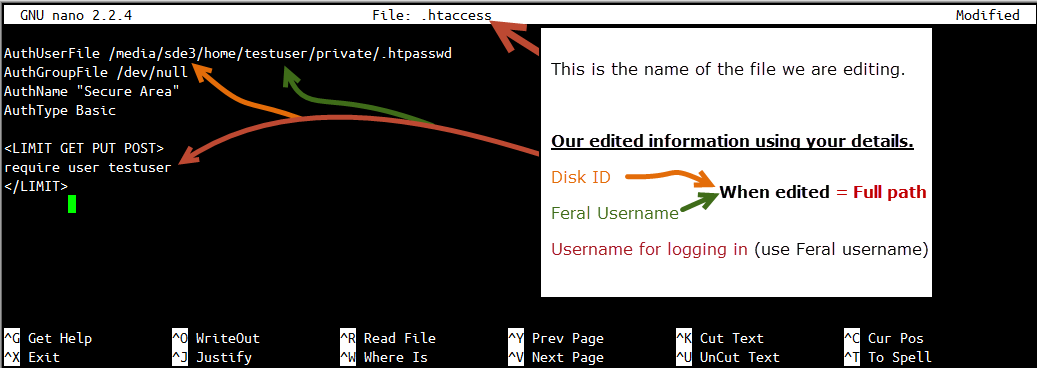 GNU nano 2.2.4 File: .htaccess Modified
AuthUserFile /media/sde3/home/testuser/private/.htpasswd
AuthGroupFile /dev/null
AuthName "Secure Area"
AuthType Basic
<LIMIT GET PUT POST>
require user testuser
</LIMIT>
This is the name of the file we are editing.
Our edited information using your details.
Disk ID
When edited = Full path
Feral Username
Username for logging in (use Feral username)
^G Get Help ^O WriteOut ^R Read File ^Y Prev Page ^K Cut Text ^C Cur Pos
^X Exit ^J Justify ^W Where Is ^V Next Page ^U UnCut Text ^T To Spell